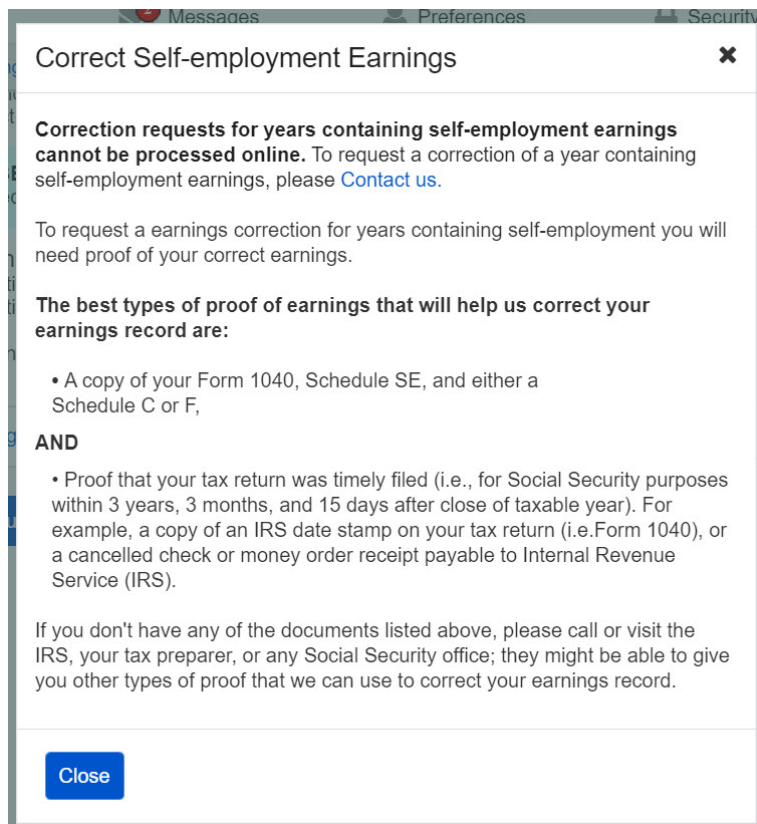 2 Messages Preferences Security
Correct Self-employment Earnings
Correction requests for years containing self-employment earnings
cannot be processed online. To request a correction of a year containing
self-employment earnings, please Contact us.
To request a earnings correction for years containing self-employment you will
need proof of your correct earnings.
The best types of proof of earnings that will help us correct your
earnings record are:
• A copy of your Form 1040, Schedule SE, and either a
Schedule C or F,
AND
• Proof that your tax return was timely filed (i.e., for Social Security purposes
within 3 years, 3 months, and 15 days after close of taxable year). For
example, a copy of an IRS date stamp on your tax return (i.e.Form 1040), or
a cancelled check or money order receipt payable to Internal Revenue
Service (IRS).
If you don't have any of the documents listed above, please call or visit the
IRS, your tax preparer, or any Social Security office; they might be able to give
you other types of proof that we can use to correct your earnings record.
Close